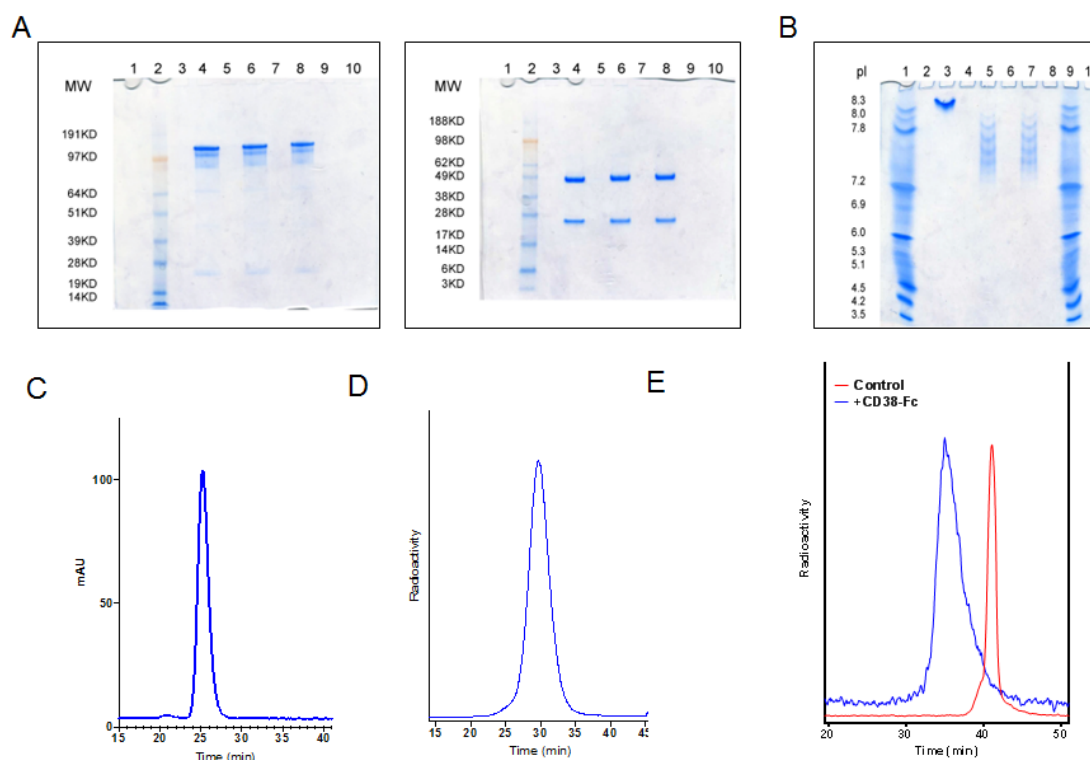 A
B
1 2 3 4 5 6 7 8 9 10
MW
191KD
97KD
64KD
51KD
39KD
28KD
19KD
14KD
1 2 3 4 5 6 7 8 9 10
MW
188KD
98KD
62KD
49KD
38KD
28KD
17KD
14KD
6KD
3KD
pI 1 2 3 4 5 6 7 8 9 1
8.3
8.0
7.8
7.2
6.9
6.0
5.3
5.1
4.5
4.2
3.5
C
D
E
mAU
100
50
0
15 20 25 30 35 40
Time (min)
Radioactivity
15 20 25 30 35 40 45
Time (min)
Control
+CD38-Fc
Radioactivity
20 30 40 50
Time (min)